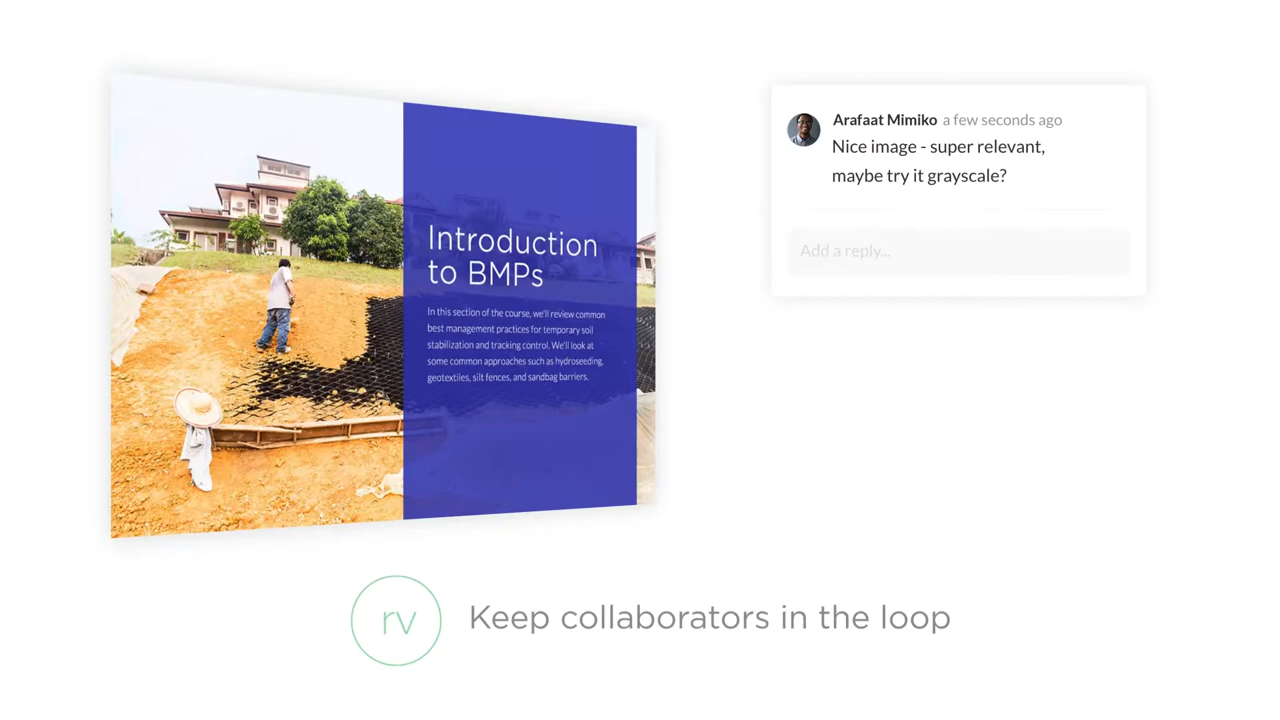 Introduction
to BMPs
In this section of the course, we'll review common
best management practices for temporary soil
stabilization and tracking control. We'll look at
some common approaches such as hydroseeding,
geotextiles, silt fences, and sandbag barriers.
Arafaat Mimiko a few seconds ago
Nice image - super relevant,
maybe try it grayscale?
Add a reply...
rv Keep collaborators in the loop